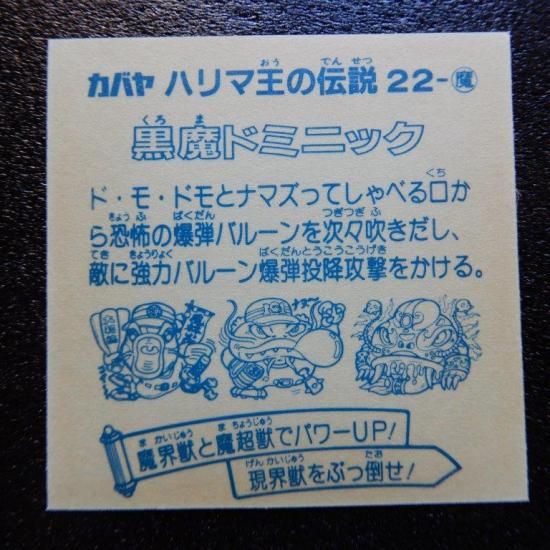 カバヤ ハリマ王の伝説 22-魔
黒魔ドミニック
ド・モ・ドモとナマズってしゃべる口か
ら恐怖の爆弾バルーンを次々吹きだし、
敵に強力バルーン爆弾投降攻撃をかける。
魔界獣と魔超獣でパワーUP!
現界獣をぶっ倒せ!